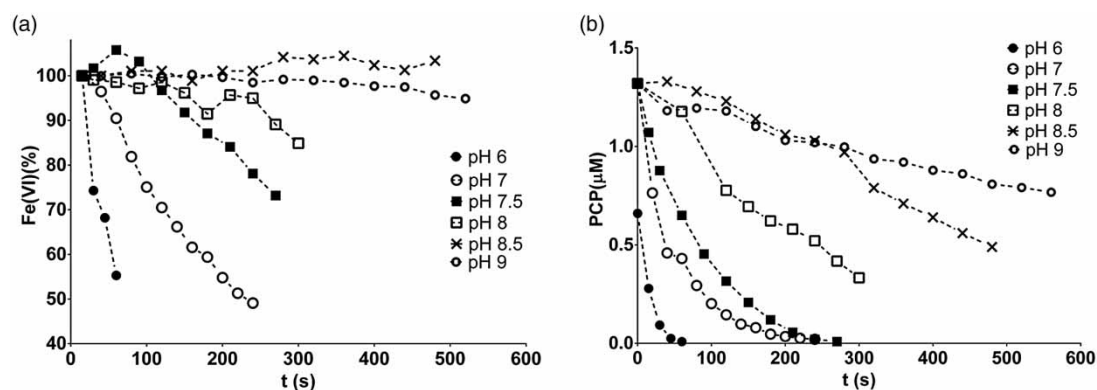 (a)
Fe(VI)(%)
100
90
80
70
60
50
40
0 100 200 300 400 500 600
t (s)
pH 6
pH 7
pH 7.5
pH 8
pH 8.5
pH 9
(b)
PCP(μM)
1.5
1.0
0.5
0.0
0 100 200 300 400 500 600
t (s)
pH 6
pH 7
pH 7.5
pH 8
pH 8.5
pH 9